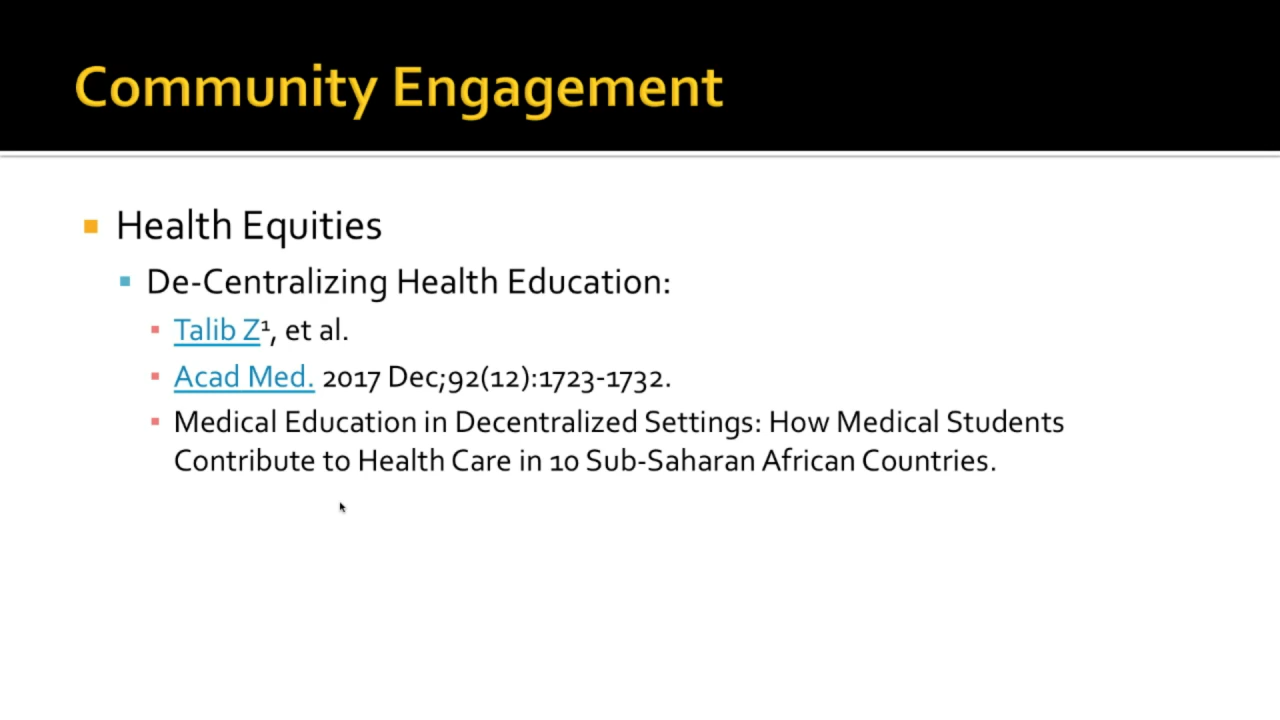 Community Engagement
Health Equities
De-Centralizing Health Education:
Talib Z¹, et al.
Acad Med. 2017 Dec;92(12):1723-1732.
Medical Education in Decentralized Settings: How Medical Students
Contribute to Health Care in 10 Sub-Saharan African Countries.